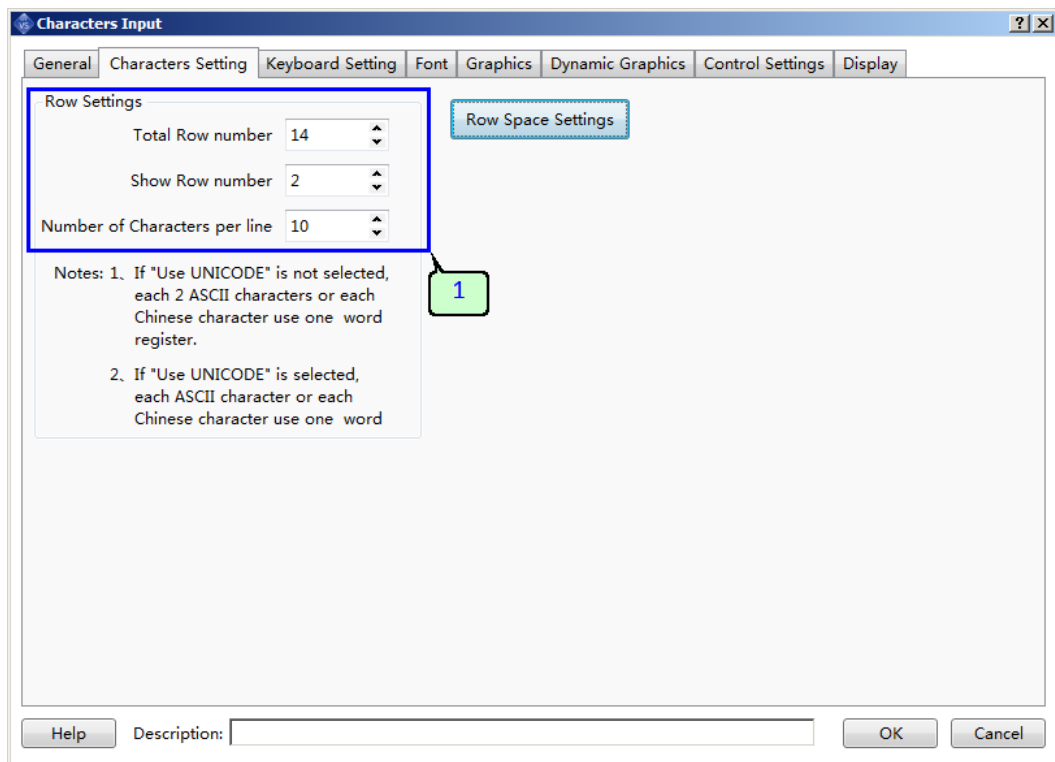 VS Characters Input ? X
General Characters Setting Keyboard Setting Font Graphics Dynamic Graphics Control Settings Display
Row Settings
Row Space Settings
Total Row number 14
Show Row number 2
Number of Characters per line 10
1
Notes: 1、If "Use UNICODE" is not selected,
each 2 ASCII characters or each
Chinese character use one word
register.
2、If "Use UNICODE" is selected,
each ASCII character or each
Chinese character use one word
Help Description: OK Cancel